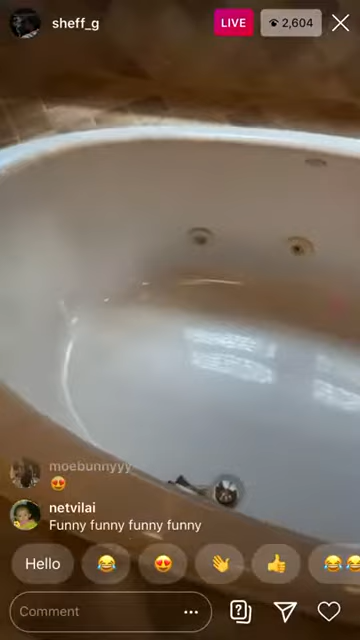 sheff_g
LIVE
2,604
moebunnyyy
😍
netvilai
Funny funny funny funny
Hello 😂 😍 👋 👍 😂😂
Comment